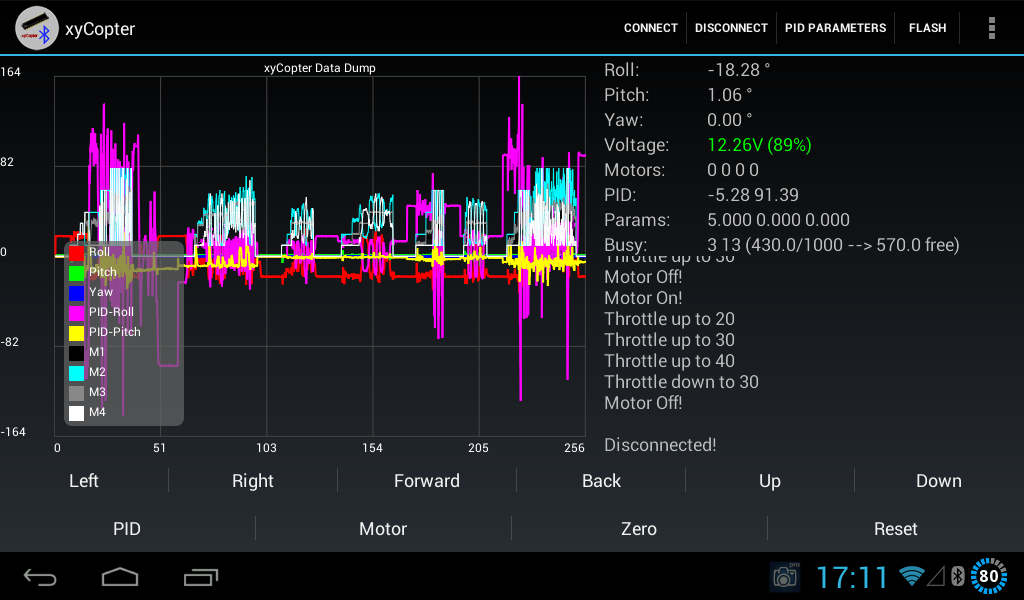 xyCopter
CONNECT DISCONNECT PID PARAMETERS FLASH
xyCopter Data Dump
164
82
0
-82
-164
0 51 103 154 205 256
Roll
Pitch
Yaw
PID-Roll
PID-Pitch
M1
M2
M3
M4
Roll: -18.28 °
Pitch: 1.06 °
Yaw: 0.00 °
Voltage: 12.26V (89%)
Motors: 0 0 0 0
PID: -5.28 91.39
Params: 5.000 0.000 0.000
Busy: 3 13 (430.0/1000 --> 570.0 free)
Throttle up to 30
Motor Off!
Motor On!
Throttle up to 20
Throttle up to 30
Throttle up to 40
Throttle down to 30
Motor Off!
Disconnected!
Left Right Forward Back Up Down
PID Motor Zero Reset
pro
17:11
80